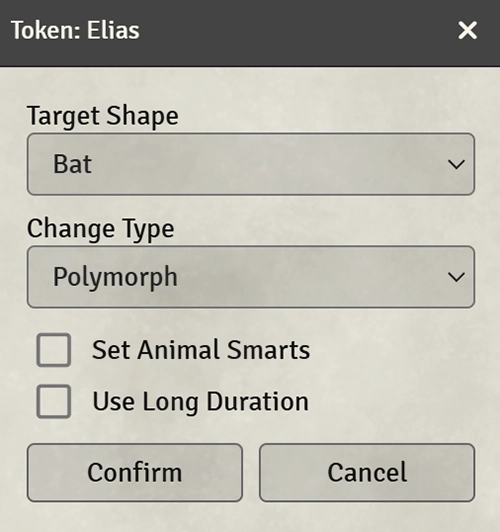 Token: Elias
Target Shape
Bat
Change Type
Polymorph
Set Animal Smarts
Use Long Duration
Confirm Cancel